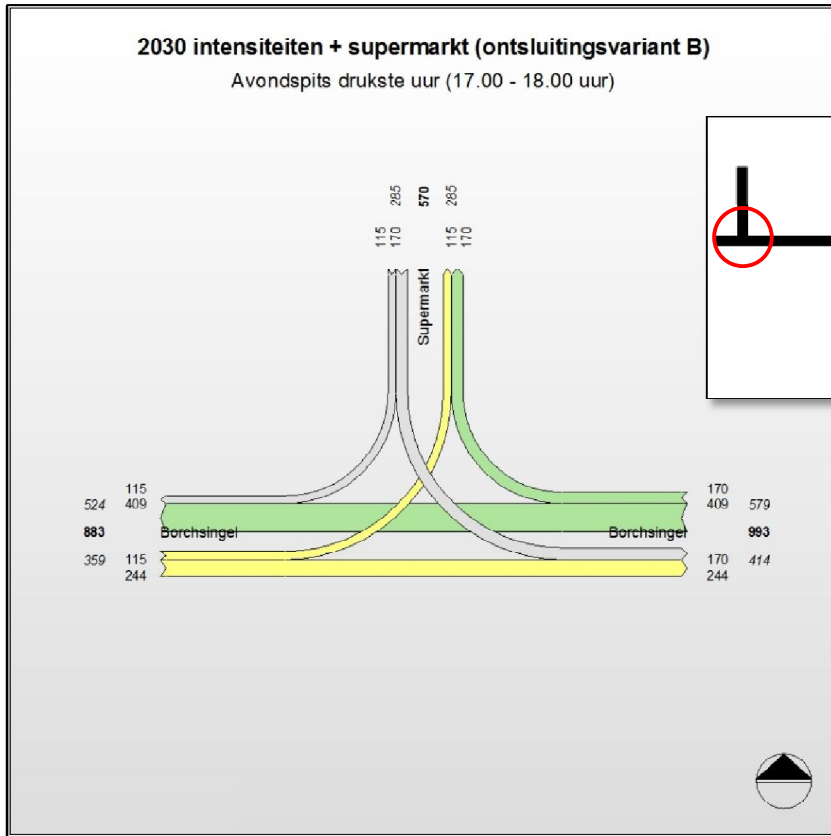 2030 intensiteiten + supermarkt (ontsluitingsvariant B)
Avondspits drukste uur (17.00 - 18.00 uur)
285 570 285
115 170 115 170
Supermarkt
115 170
524 409 409 579
883 Borchsingel Borchsingel 993
359 115 170 414
244 244